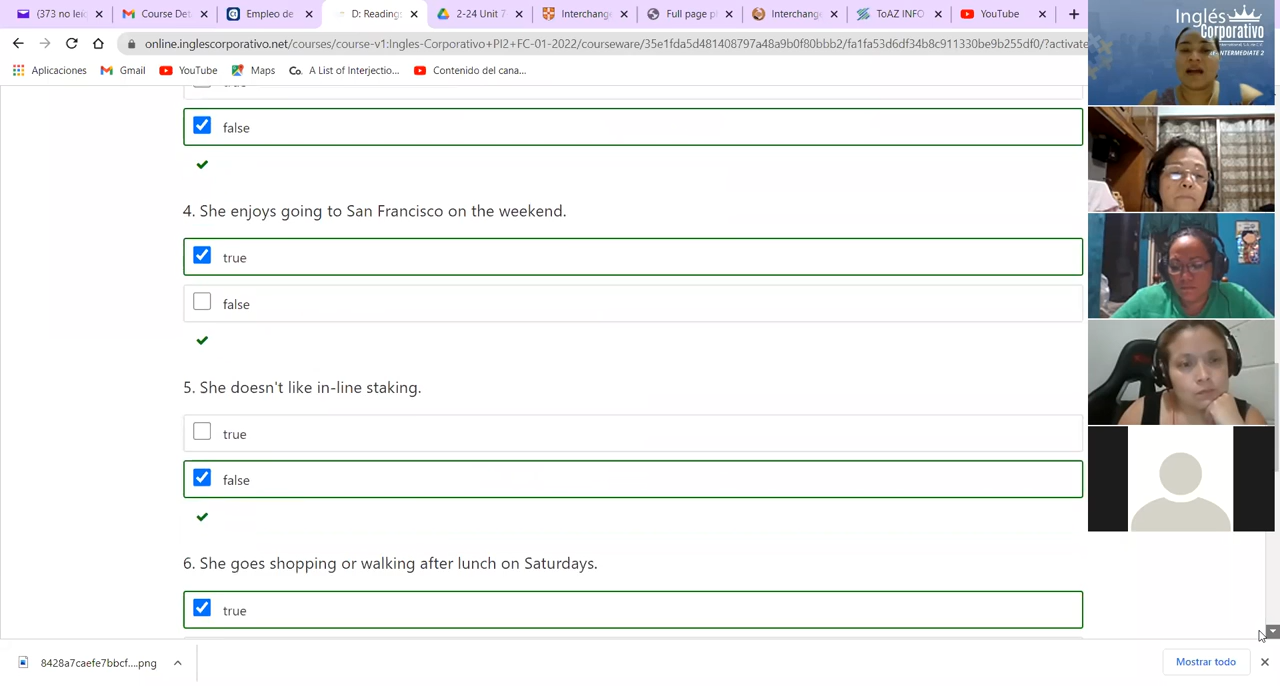 (373 no leíd
Course Det
Empleo de
D: Reading:
2-24 Unit 7
Interchange
Full page pl
Interchang
ToAZ INFO
YouTube
online.inglescorporativo.net/courses/course-v1:Ingles-Corporativo+PI2+FC-01-2022/courseware/35e1fda5d481408797a48a9b0f80bbb2/fa1fa53d6df34b8c911330be9b255df0/?activate
Aplicaciones
Gmail
YouTube
Maps
Co. A List of Interjectio...
Contenido del cana...
Inglés
Corporativo
false
4. She enjoys going to San Francisco on the weekend.
true
false
5. She doesn't like in-line staking.
true
false
6. She goes shopping or walking after lunch on Saturdays.
true
8428a7caefe7bbcf....png
Mostrar todo